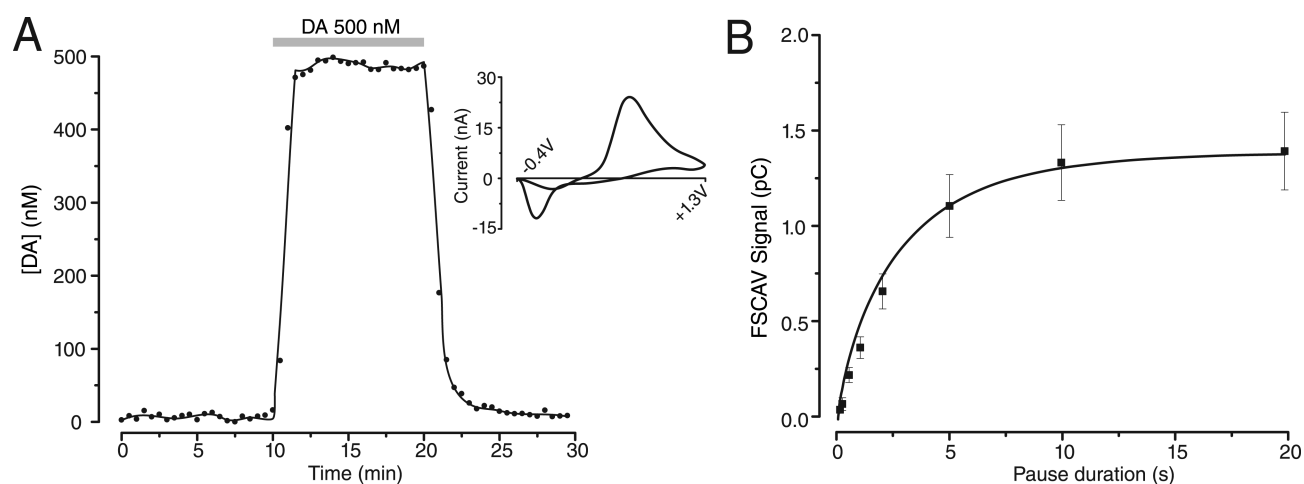 A
DA 500 nM
[DA] (nM)
500
400
300
200
100
0
0 5 10 15 20 25 30
Time (min)
Current (nA)
30
15
0
-15
-0.4V
+1.3V
B
FSCAV Signal (pC)
2.0
1.5
1.0
0.5
0.0
0 5 10 15 20
Pause duration (s)